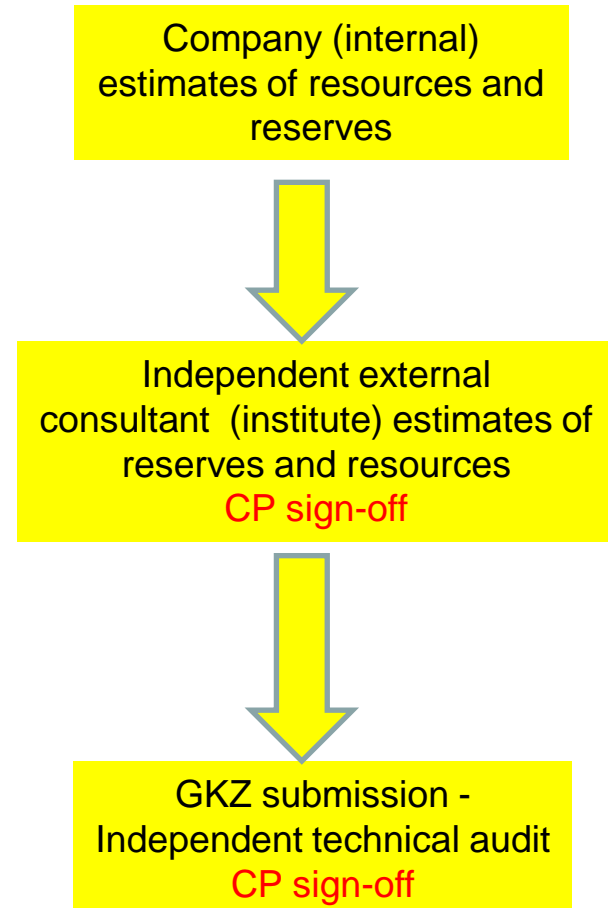 Company (internal)
estimates of resources and
reserves
Independent external
consultant (institute) estimates of
reserves and resources
CP sign-off
GKZ submission -
Independent technical audit
CP sign-off